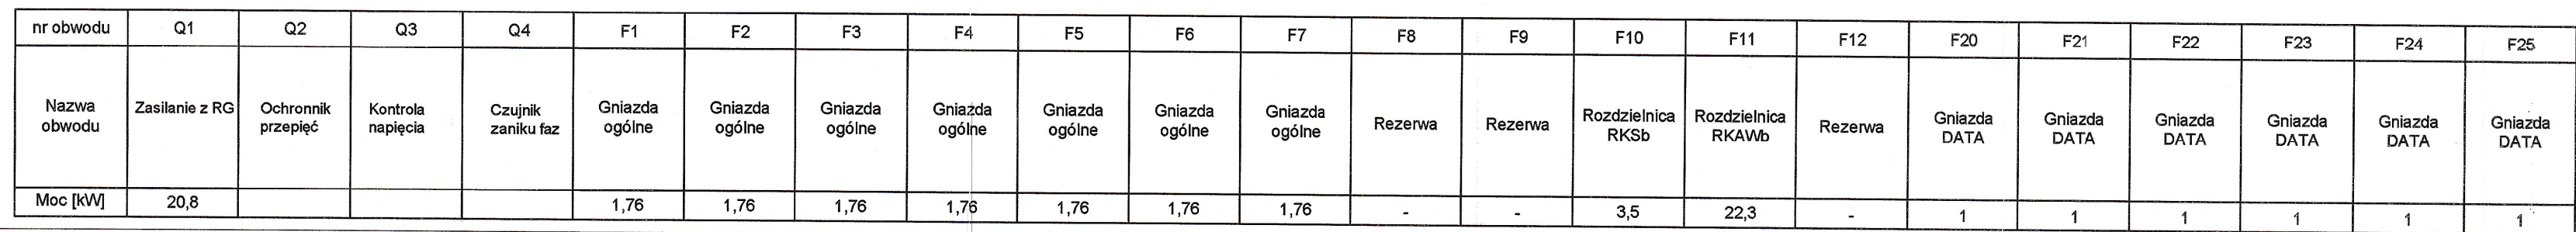 nr obwodu Q1 Q2 Q3 Q4 F1 F2 F3 F4 F5 F6 F7 F8 F9 F10 F11 F12 F20 F21 F22 F23 F24 F25
Nazwa obwodu Zasilanie z RG Ochronnik przepięć Kontrola napięcia Czujnik zaniku faz Gniazda ogólne Gniazda ogólne Gniazda ogólne Gniazda ogólne Gniazda ogólne Gniazda ogólne Gniazda ogólne Rezerwa Rezerwa Rozdzielnica RKSb Rozdzielnica RKAWb Rezerwa Gniazda DATA Gniazda DATA Gniazda DATA Gniazda DATA Gniazda DATA Gniazda DATA
Moc [kW] 20,8 1,76 1,76 1,76 1,76 1,76 1,76 1,76 - - 3,5 22,3 - 1 1 1 1 1 1